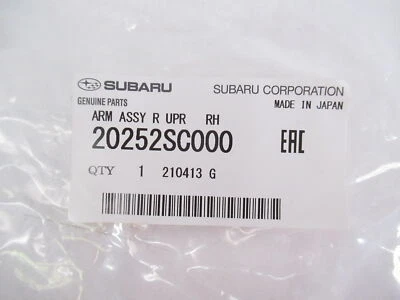 SUBARU SUBARU CORPORATION
GENUINE PARTS MADE IN JAPAN
ARM ASSY R UPR RH
20252SC000 EAC
QTY 1 210413 G